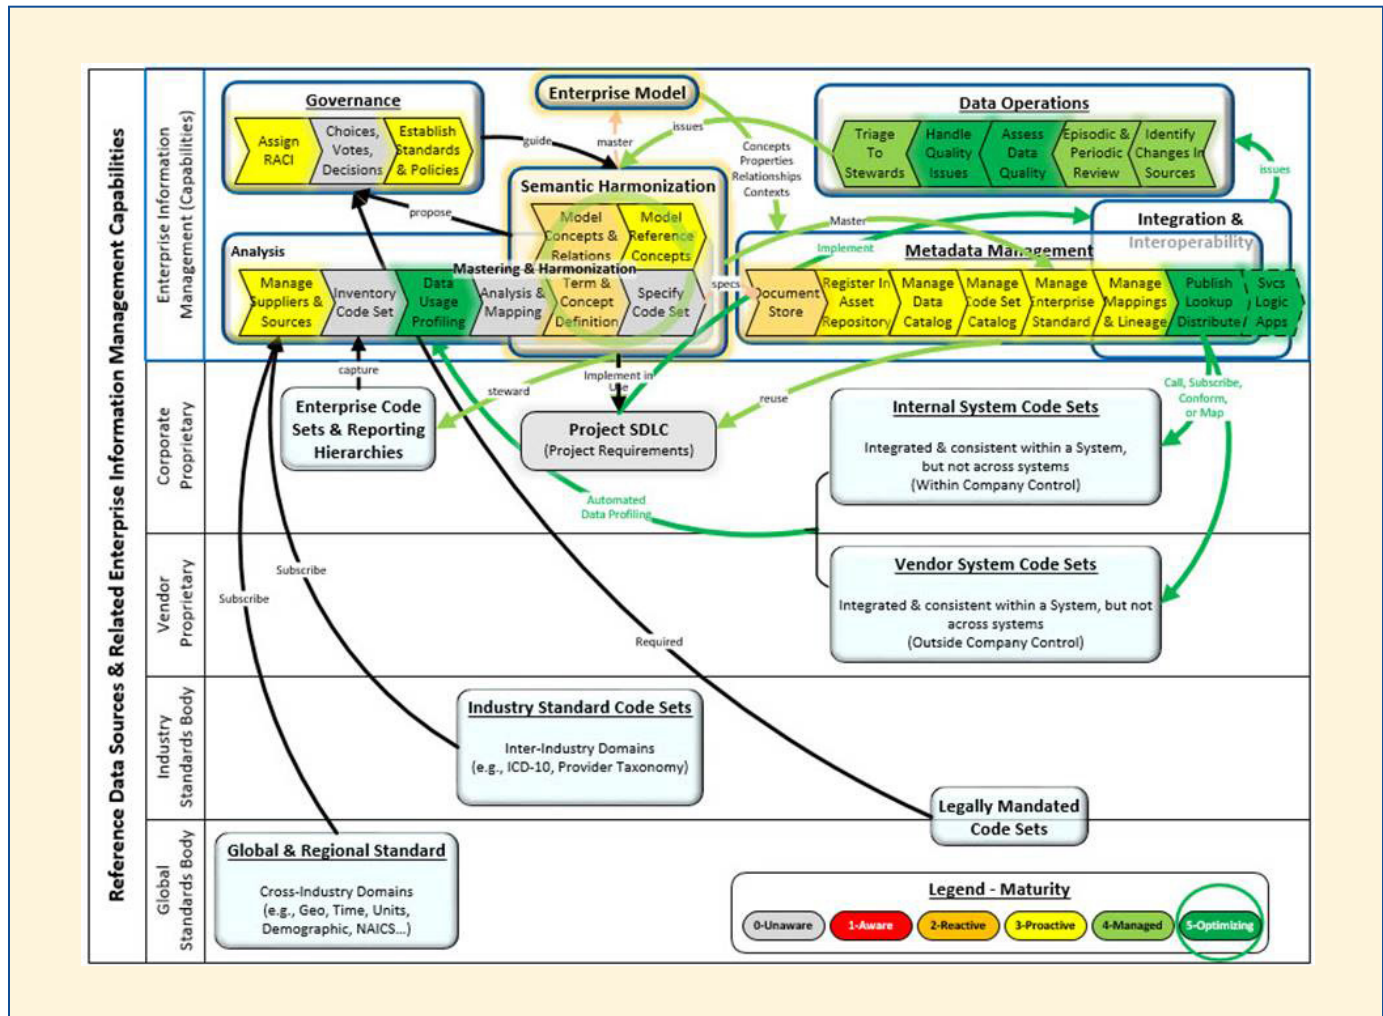 Reference Data Sources & Related Enterprise Information Management Capabilities
Enterprise Information
Management (Capabilities)
Governance
Assign
RACI
Choices,
Votes,
Decisions
Establish
Standards
& Policies
guide
propose
Enterprise Model
master
issues
Concepts
Properties
Relationships
Contexts
Data Operations
Triage
To
Stewards
Handle
Quality
Issues
Assess
Data
Quality
Episodic &
Periodic
Review
Identify
Changes In
Sources
issues
Semantic Harmonization
Model
Concepts &
Relations
Model
Reference
Concepts
Mastering & Harmonization
Analysis
Manage
Suppliers &
Sources
Inventory
Code Set
Data
Usage
Profiling
Analysis &
Mapping
Term &
Concept
Definition
Specify
Code Set
specs
Master
Implement
Integration &
Interoperability
Metadata Management
Document
Store
Register In
Asset
Repository
Manage
Data
Catalog
Manage
Code Set
Catalog
Manage
Enterprise
Standard
Manage
Mappings
& Lineage
Publish
Lookup
Distribute
Svcs
Logic
Apps
Corporate
Proprietary
capture
Enterprise Code
Sets & Reporting
Hierarchies
steward
Implement in
Use
Project SDLC
(Project Requirements)
reuse
Internal System Code Sets
Integrated & consistent within a System,
but not across systems
(Within Company Control)
Call, Subscribe,
Conform,
or Map
Automated
Data Profiling
Vendor
Proprietary
Subscribe
Subscribe
Required
Vendor System Code Sets
Integrated & consistent within a System, but not
across systems
(Outside Company Control)
Industry
Standards Body
Industry Standard Code Sets
Inter-Industry Domains
(e.g., ICD-10, Provider Taxonomy)
Legally Mandated
Code Sets
Global
Standards Body
Global & Regional Standard
Cross-Industry Domains
(e.g., Geo, Time, Units,
Demographic, NAICS...)
Legend - Maturity
0-Unaware
1-Aware
2-Reactive
3-Proactive
4-Managed
5-Optimizing